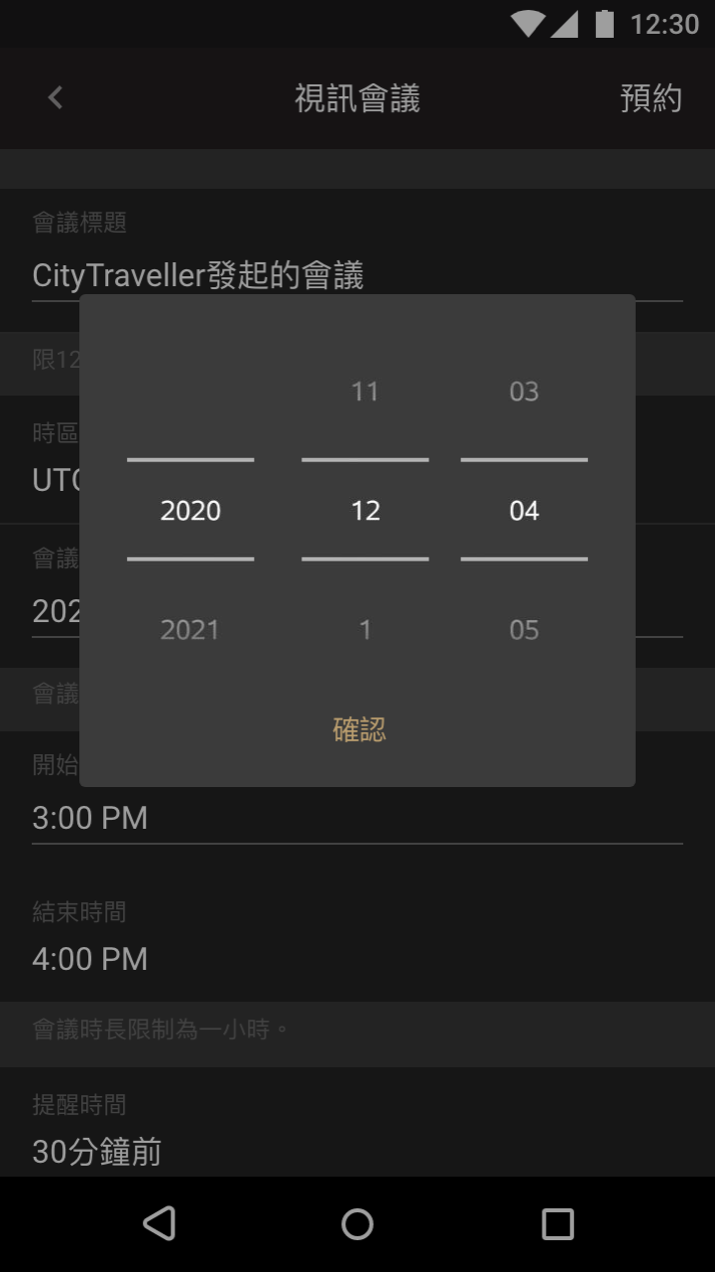 12:30
視訊會議 預約
會議標題
CityTraveller發起的會議
限12
時區
UTC
會議
202
會議
開始
11 03
2020 12 04
2021 1 05
確認
3:00 PM
結束時間
4:00 PM
會議時長限制為一小時。
提醒時間
30分鐘前